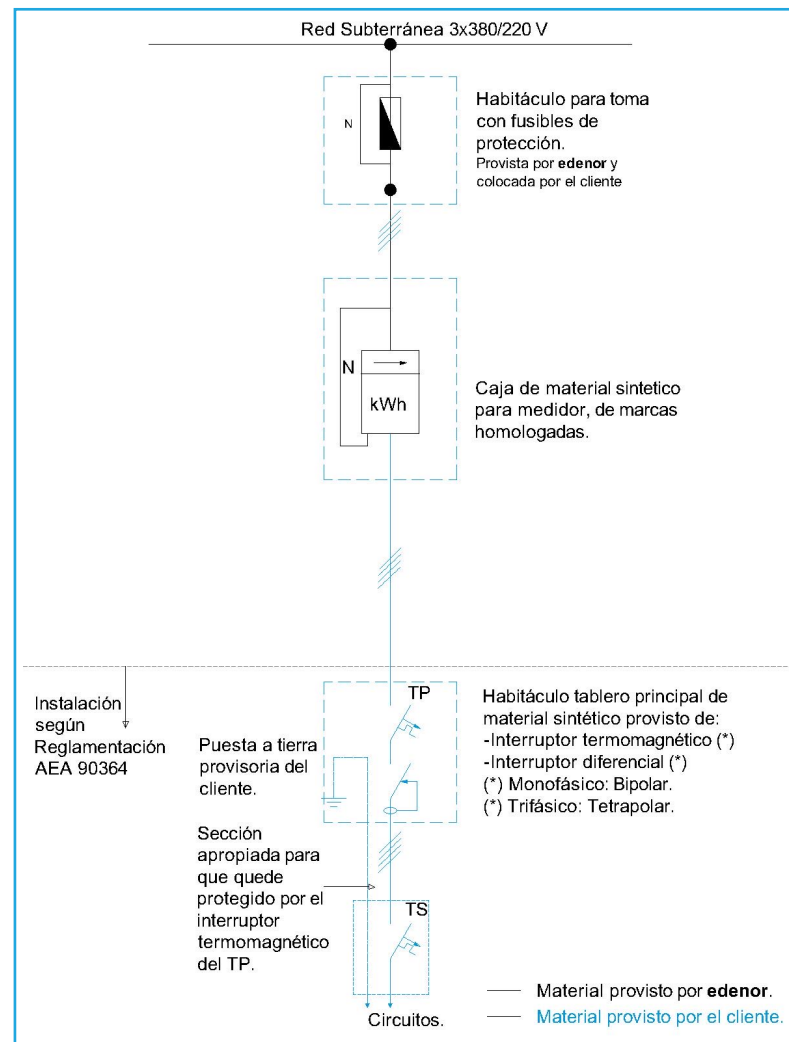 Red Subterránea 3x380/220 V
N
Habitáculo para toma
con fusibles de
protección.
Provista por edenor y
colocada por el cliente
N
kWh
Caja de material sintetico
para medidor, de marcas
homologadas.
Instalación
según
Reglamentación
AEA 90364
Puesta a tierra
provisoria del
cliente.
TP
Habitáculo tablero principal de
material sintético provisto de:
-Interruptor termomagnético (*)
-Interruptor diferencial (*)
(*) Monofásico: Bipolar.
(*) Trifásico: Tetrapolar.
Sección
apropiada para
que quede
protegido por el
interruptor
termomagnético
del TP.
TS
Circuitos.
Material provisto por edenor.
Material provisto por el cliente.